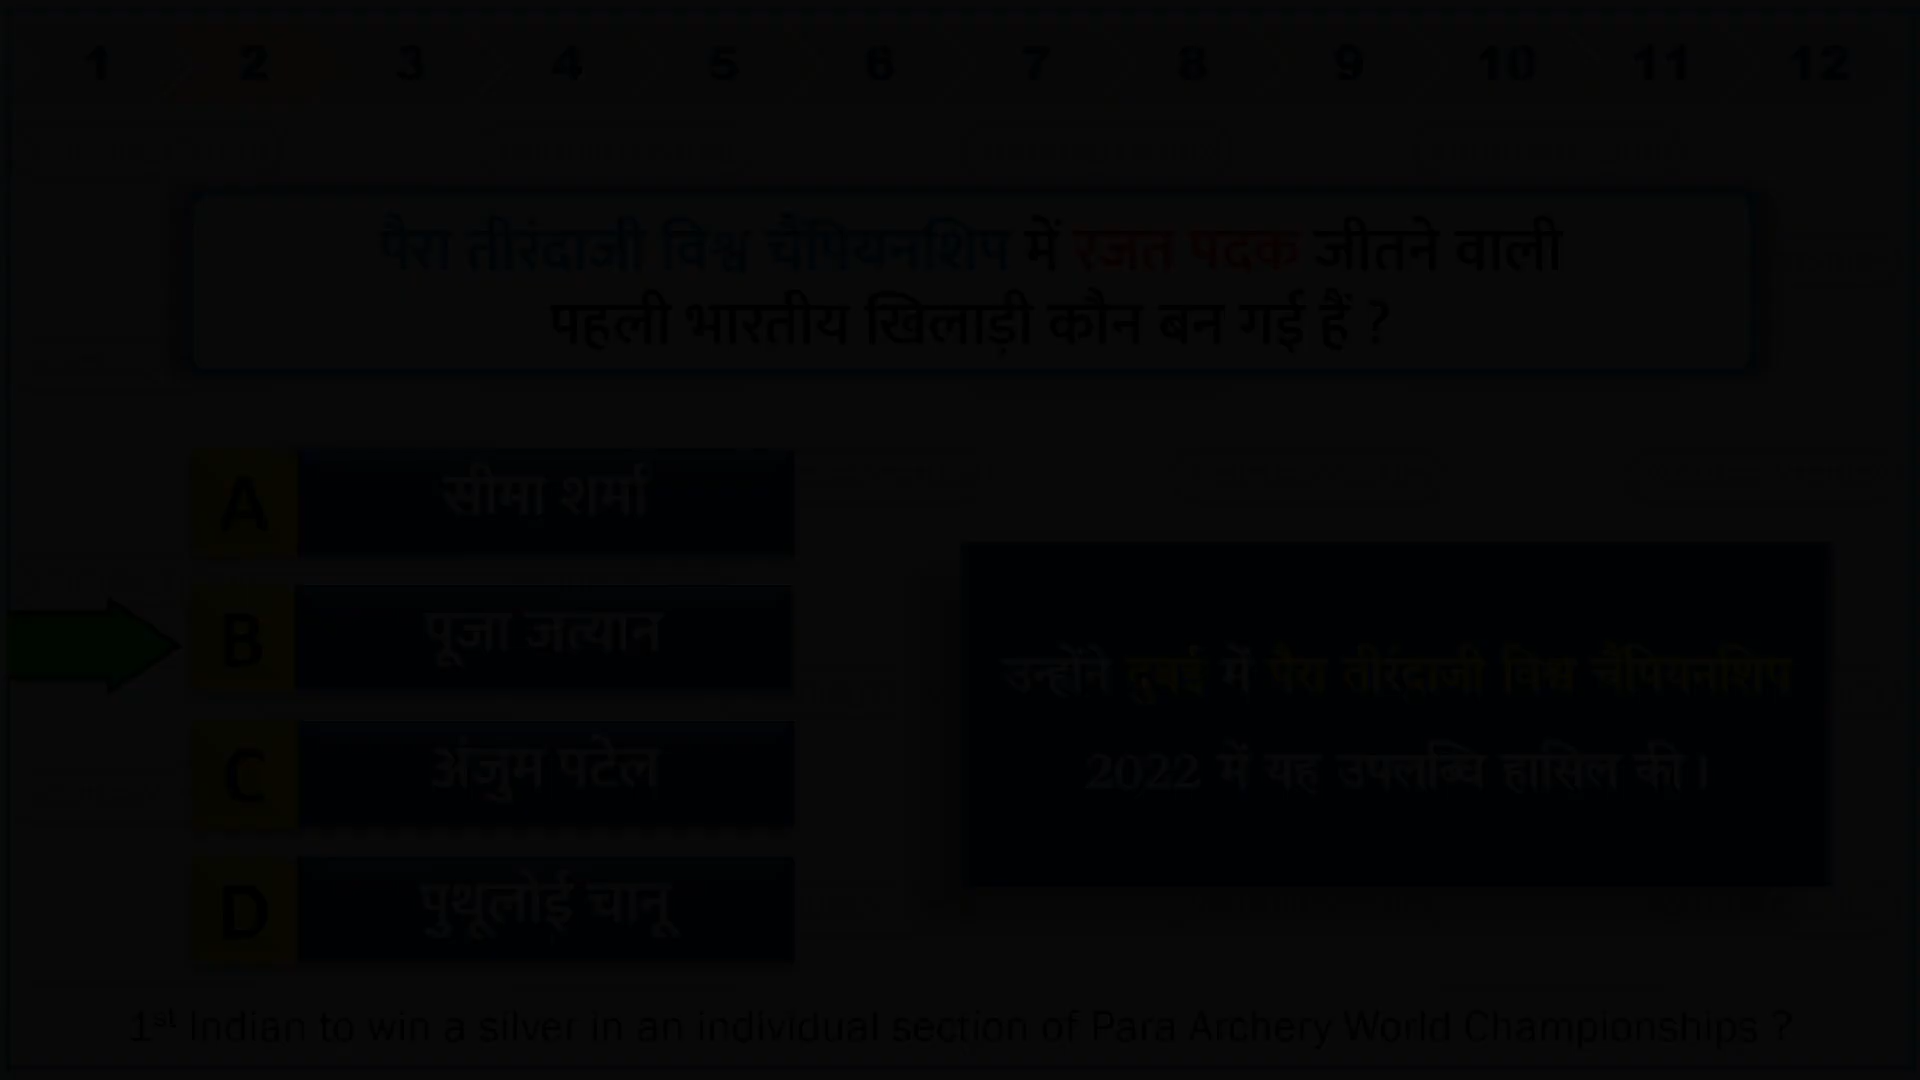 1 2 3 4 5 6 7 8 9 10 11 12
पैरा तीरंदाजी विश्व चैंपियनशिप में रजत पदक जीतने वाली
पहली भारतीय खिलाड़ी कौन बन गई हैं ?
A सीमा शर्मा
B पूजा जत्यान
C अंजुम पटेल
D पुथूलोई चानू
उन्होंने दुबई में पैरा तीरंदाजी विश्व चैंपियनशिप
2022 में यह उपलब्धि हासिल की।
1st Indian to win a silver in an individual section of Para Archery World Championships ?